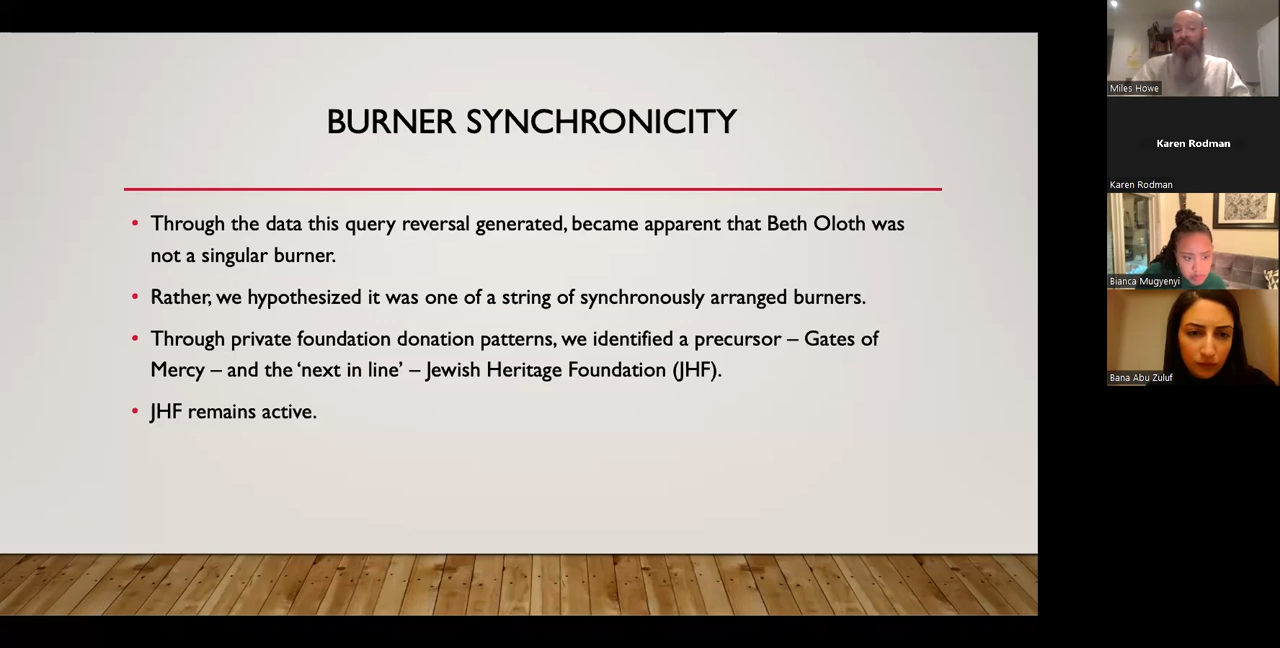 BURNER SYNCHRONICITY
• Through the data this query reversal generated, became apparent that Beth Oloth was
not a singular burner.
• Rather, we hypothesized it was one of a string of synchronously arranged burners.
• Through private foundation donation patterns, we identified a precursor – Gates of
Mercy – and the ‘next in line’ – Jewish Heritage Foundation (JHF).
• JHF remains active.
Miles Howe
Karen Rodman
Karen Rodman
Bianca Mugyenyi
Bana Abu Zuluf